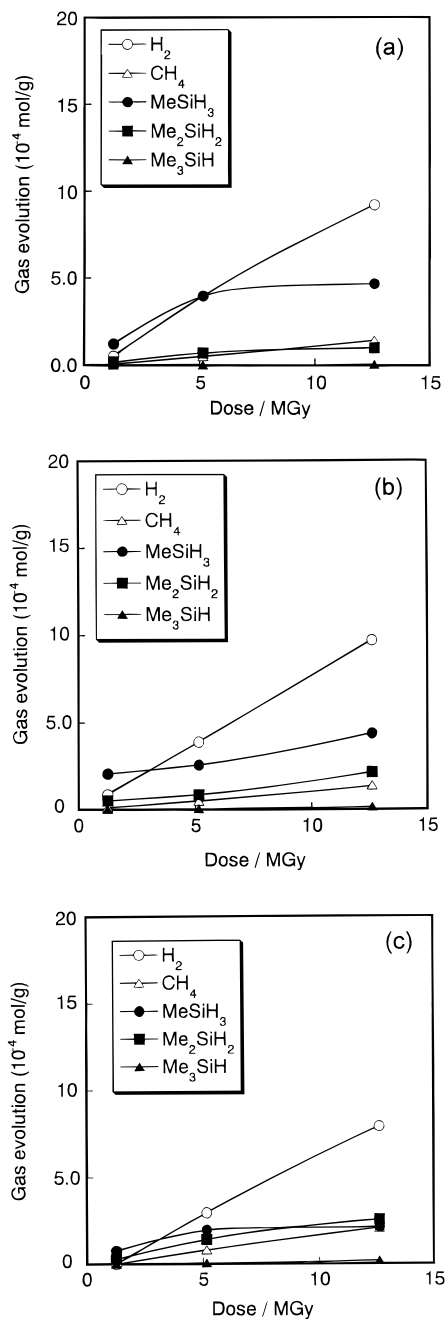 20
15
10
5.0
0.0
Gas evolution (10⁻⁴ mol/g)
H₂
CH₄
MeSiH₃
Me₂SiH₂
Me₃SiH
(a)
0 5 10 15
Dose / MGy
20
15
10
5.0
0
Gas evolution (10⁻⁴ mol/g)
H₂
CH₄
MeSiH₃
Me₂SiH₂
Me₃SiH
(b)
0 5 10 15
Dose / MGy
20
15
10
5.0
0
Gas evolution (10⁻⁴ mol/g)
H₂
CH₄
MeSiH₃
Me₂SiH₂
Me₃SiH
(c)
0 5 10 15
Dose / MGy